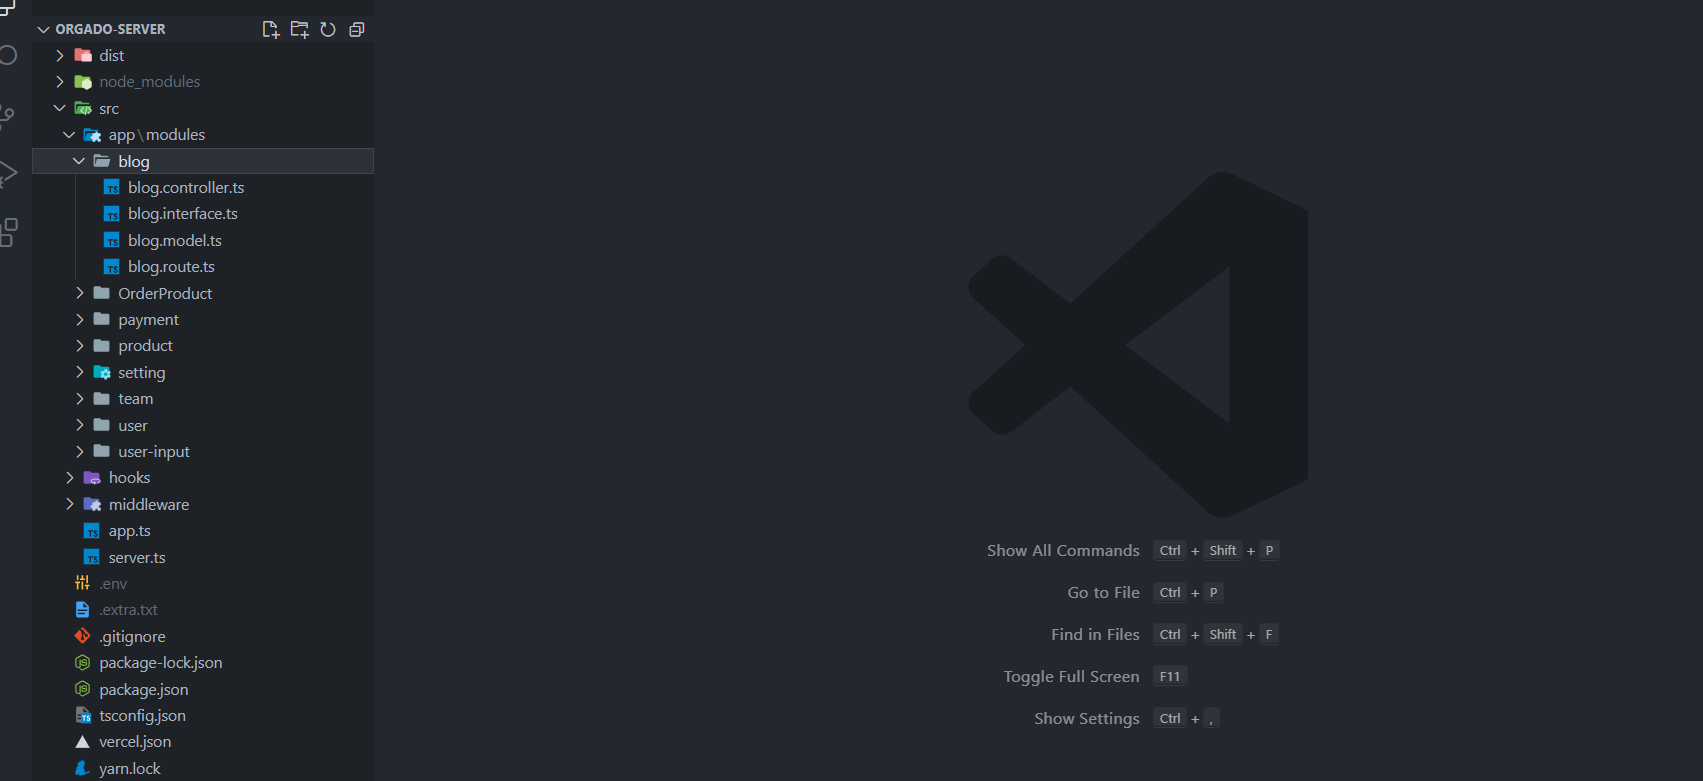 ORGADO-SERVER
dist
node_modules
src
app\modules
blog
blog.controller.ts
blog.interface.ts
blog.model.ts
blog.route.ts
OrderProduct
payment
product
setting
team
user
user-input
hooks
middleware
app.ts
server.ts
.env
.extra.txt
.gitignore
package-lock.json
package.json
tsconfig.json
vercel.json
yarn.lock
Show All Commands Ctrl + Shift + P
Go to File Ctrl + P
Find in Files Ctrl + Shift + F
Toggle Full Screen F11
Show Settings Ctrl + ,